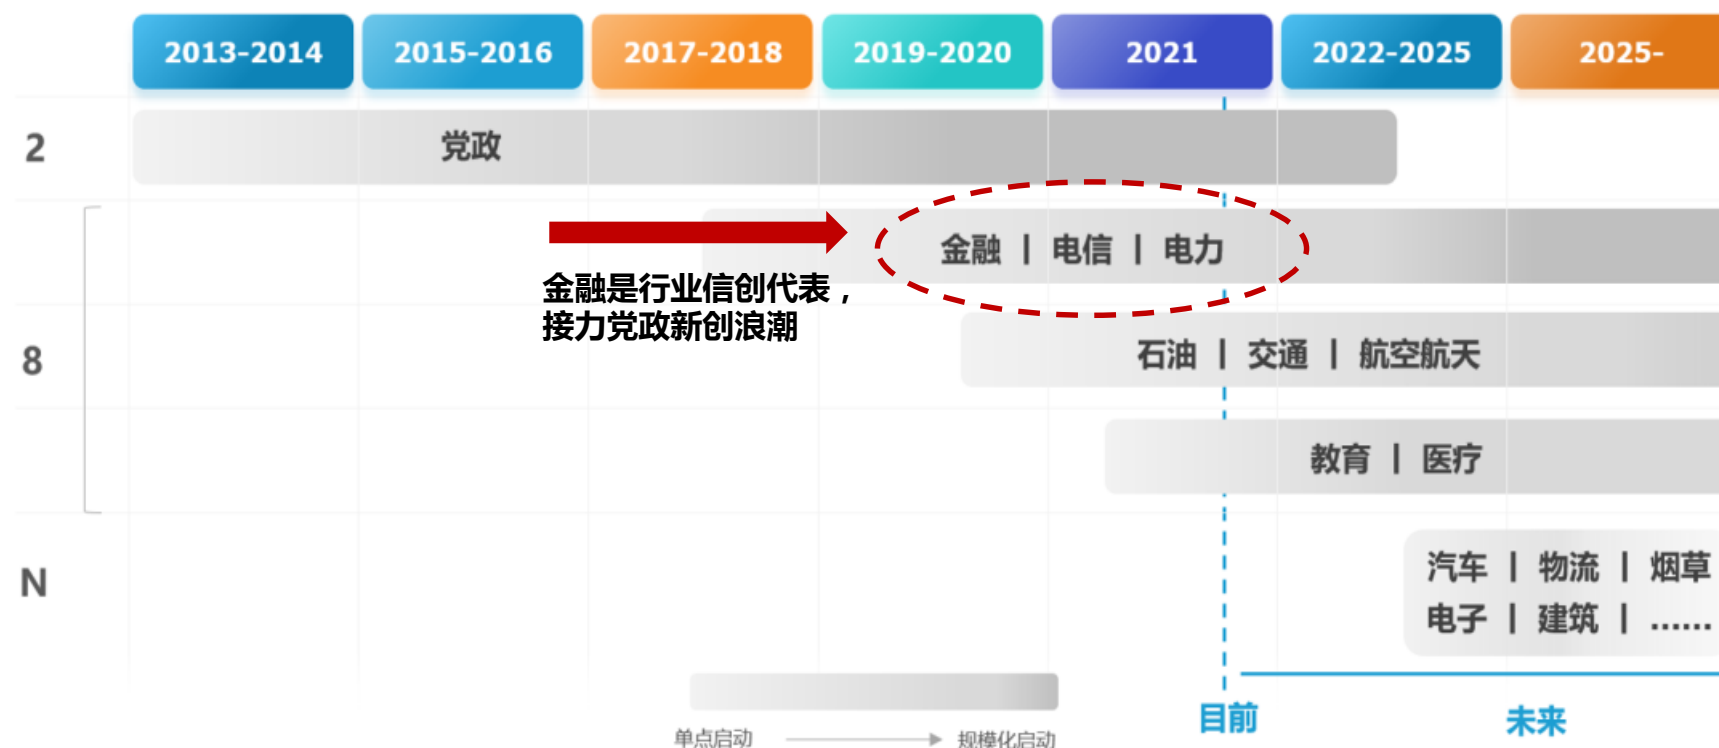 2013-2014 2015-2016 2017-2018 2019-2020 2021 2022-2025 2025-
2 党政
金融 | 电信 | 电力
金融是行业信创代表，
接力党政新创浪潮
8 石油 | 交通 | 航空航天
教育 | 医疗
N 汽车 | 物流 | 烟草
电子 | 建筑 | ......
目前 未来
单点启动 规模化启动